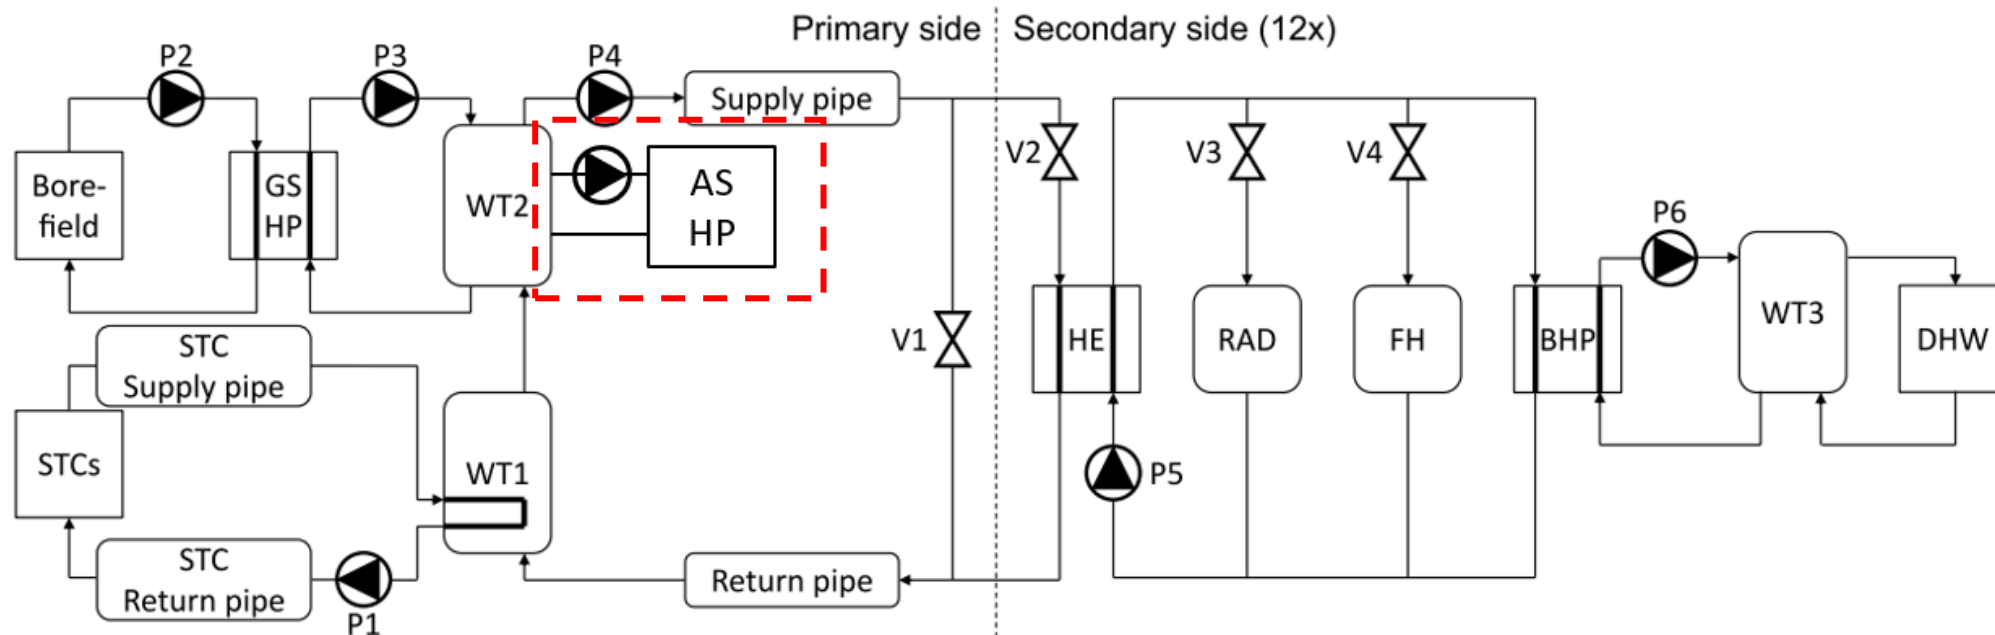 Primary side
Secondary side (12x)
P2
P3
P4
Supply pipe
Bore-
field
GS
HP
WT2
AS
HP
V2
V3
V4
P6
STC
Supply pipe
V1
HE
RAD
FH
BHP
WT3
DHW
STCs
WT1
P5
STC
Return pipe
P1
Return pipe